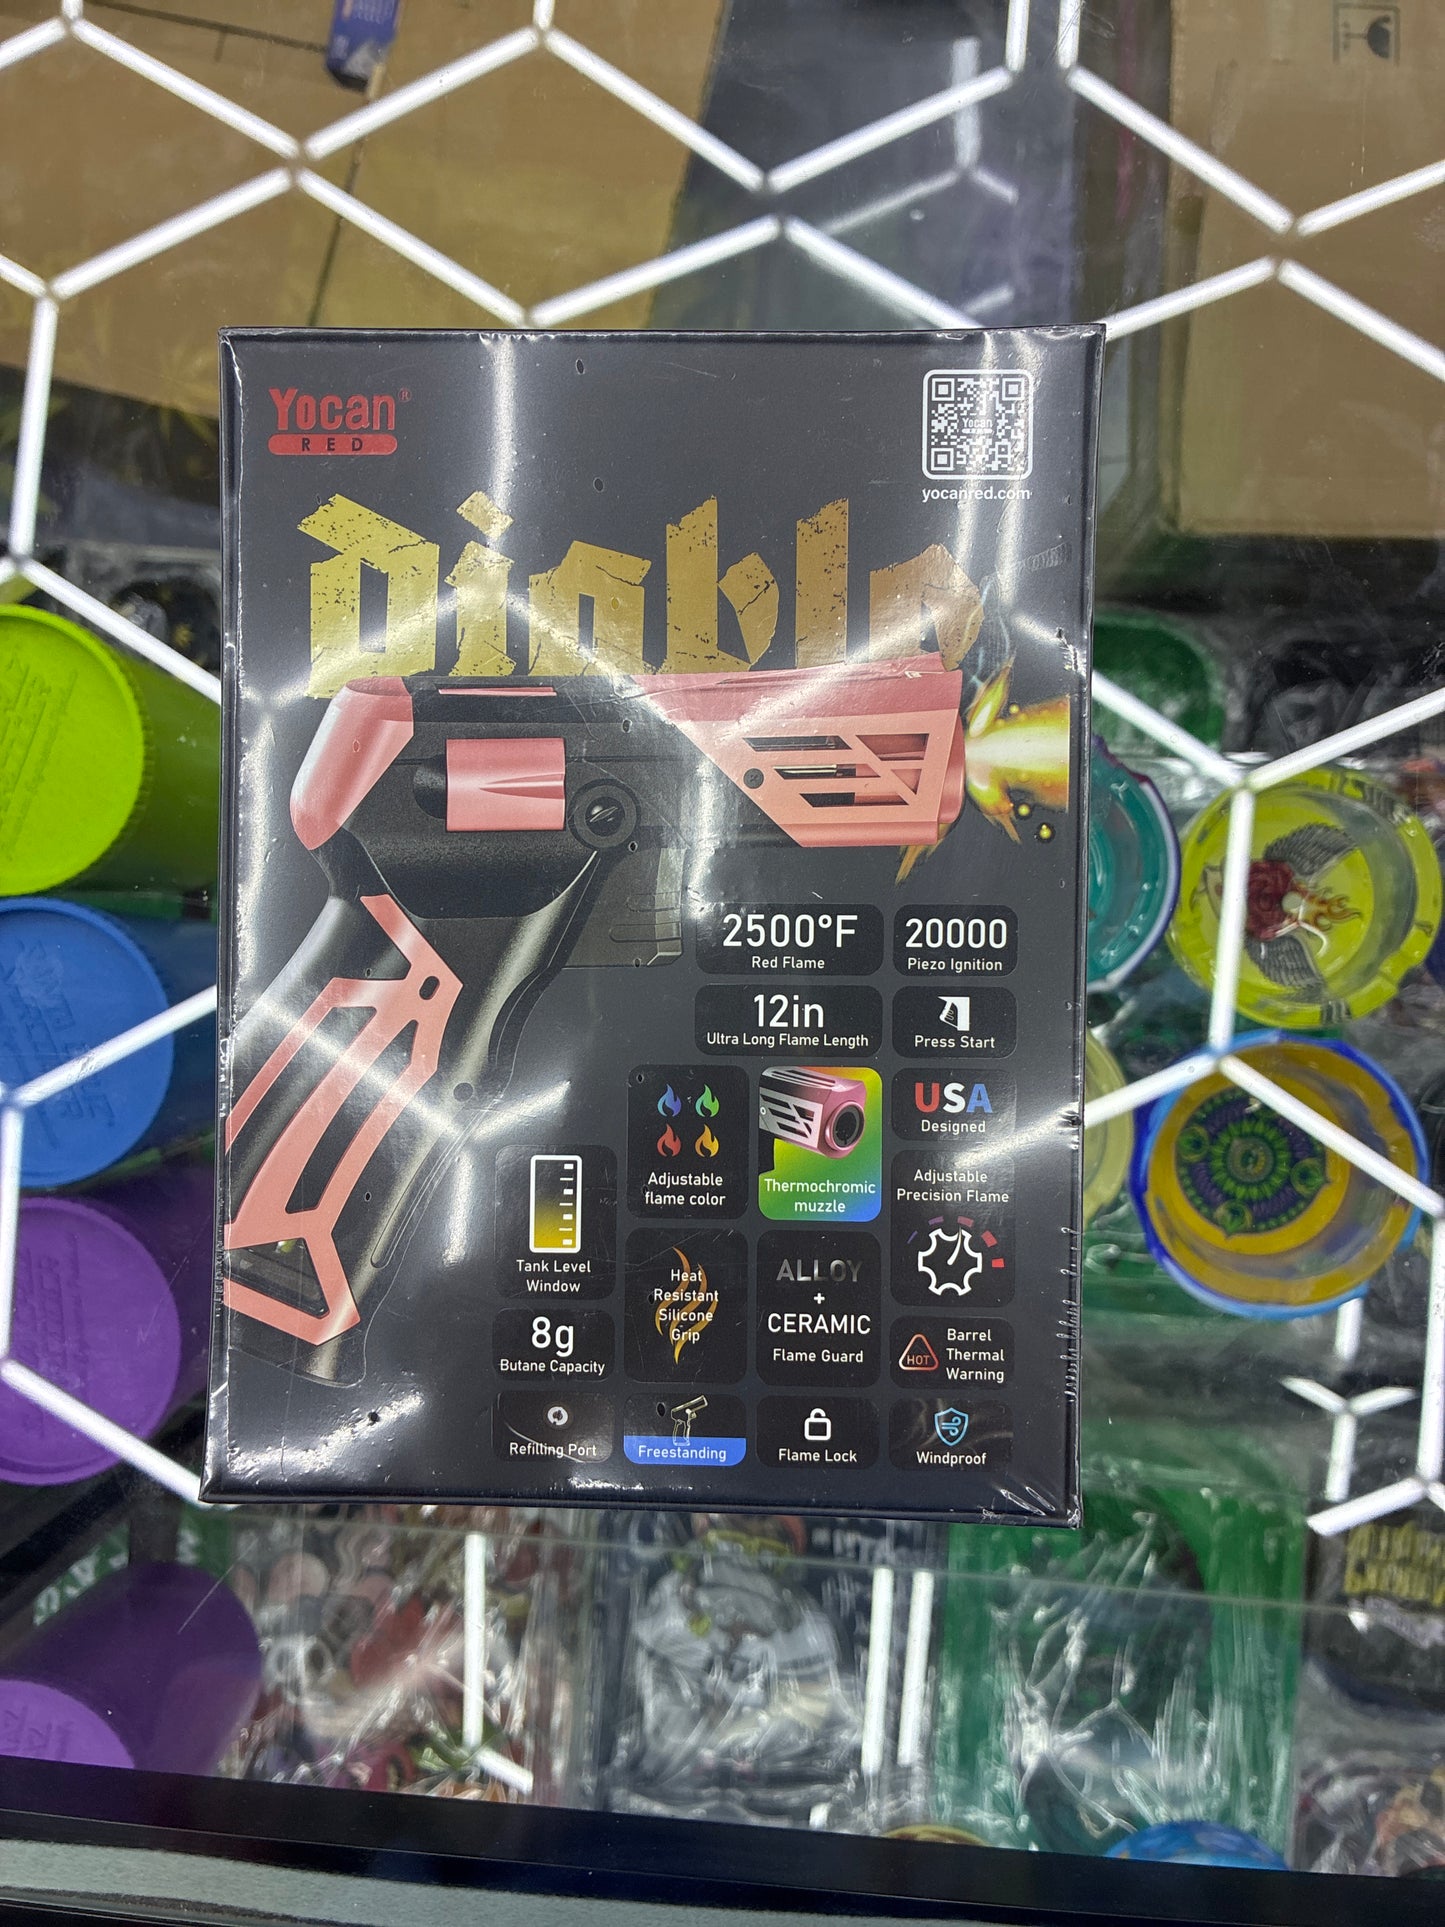 Yocan®
RED
Yocan
yocanred.com
Diablo
2500°F
Red Flame
20000
Piezo Ignition
12in
Ultra Long Flame Length
Press Start
Adjustable
flame color
Thermochromic
muzzle
USA
Designed
Adjustable
Precision Flame
Tank Level
Window
Heat
Resistant
Silicone
Grip
ALLOY
+
CERAMIC
Flame Guard
8g
Butane Capacity
HOT
Barrel
Thermal
Warning
Refilling Port
Freestanding
Flame Lock
Windproof